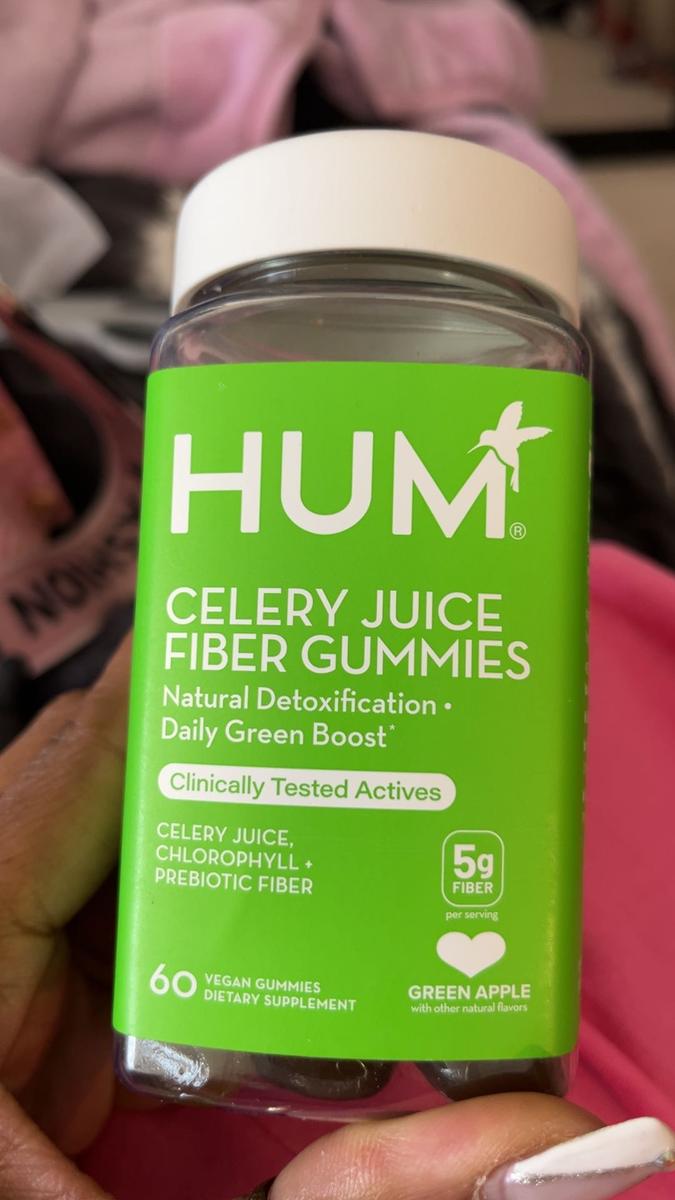 HUM®
CELERY JUICE
FIBER GUMMIES
Natural Detoxification •
Daily Green Boost*
Clinically Tested Actives
CELERY JUICE,
CHLOROPHYLL +
PREBIOTIC FIBER
5g
FIBER
per serving
60 VEGAN GUMMIES
DIETARY SUPPLEMENT
GREEN APPLE
with other natural flavors